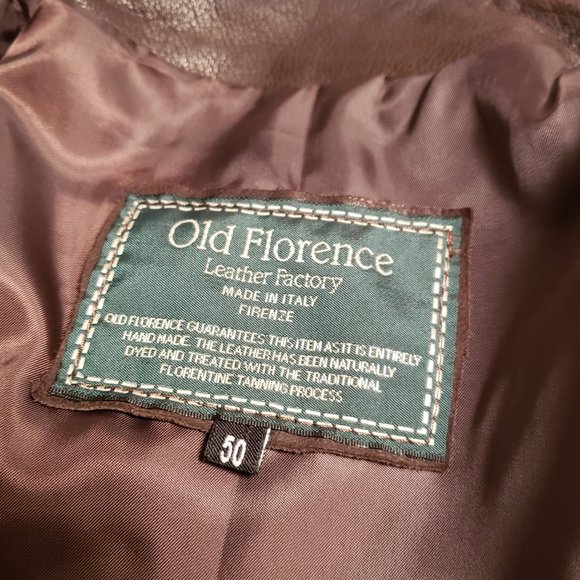 Old Florence
Leather Factory
MADE IN ITALY
FIRENZE
OLD FLORENCE GUARANTEES THIS ITEM AS IT IS ENTIRELY
HAND MADE. THE LEATHER HAS BEEN NATURALLY
DYED AND TREATED WITH THE TRADITIONAL
FLORENTINE TANNING PROCESS
50